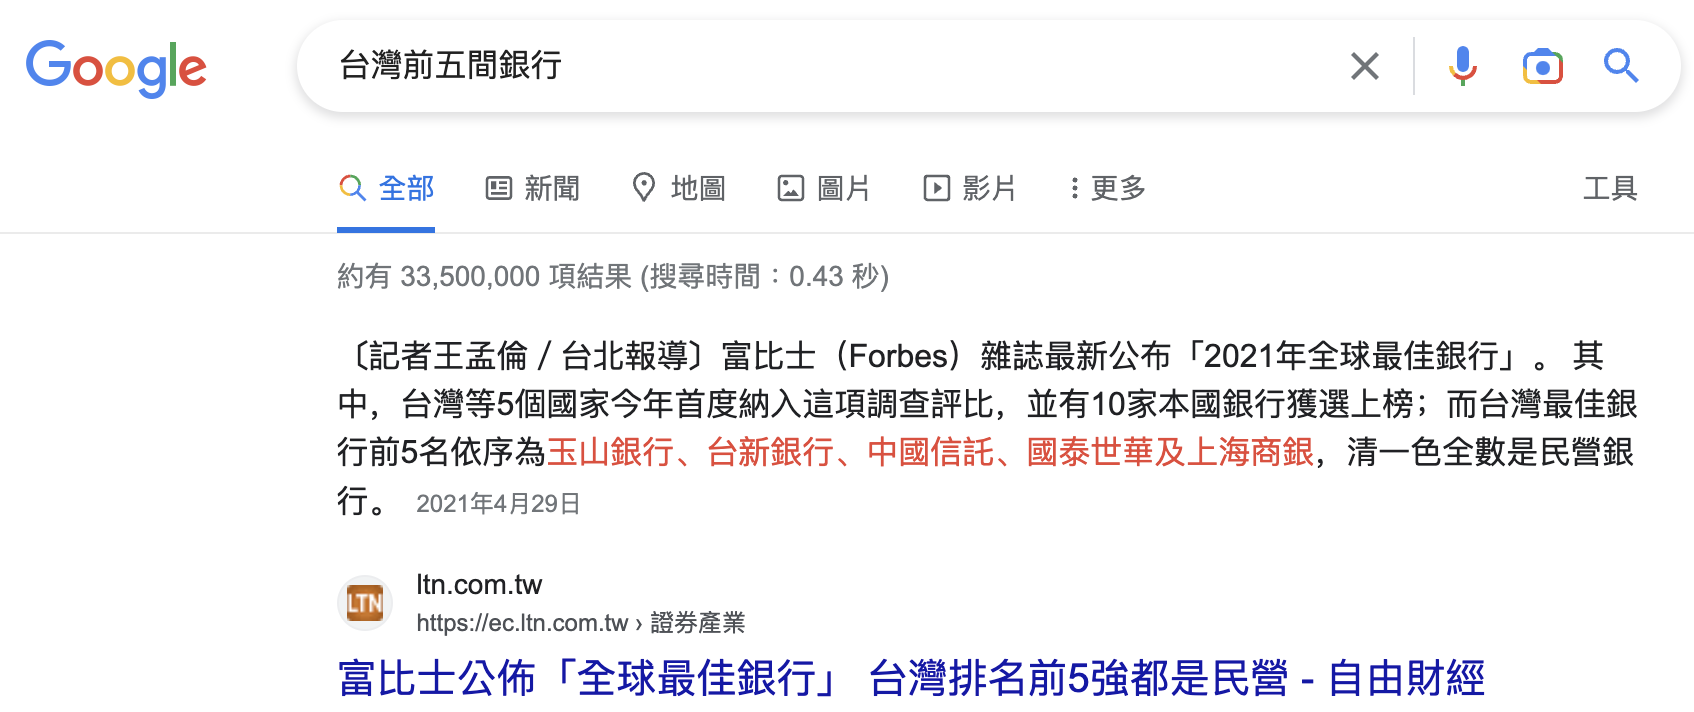 Google
台灣前五間銀行
全部 新聞 地圖 圖片 影片 更多 工具
約有 33,500,000 項結果 (搜尋時間：0.43 秒)
〔記者王孟倫／台北報導〕富比士（Forbes）雜誌最新公布「2021年全球最佳銀行」。 其
中，台灣等5個國家今年首度納入這項調查評比，並有10家本國銀行獲選上榜；而台灣最佳銀
行前5名依序為玉山銀行、台新銀行、中國信託、國泰世華及上海商銀，清一色全數是民營銀
行。 2021年4月29日
LTN
ltn.com.tw
https://ec.ltn.com.tw › 證券產業
富比士公佈「全球最佳銀行」 台灣排名前5強都是民營 - 自由財經